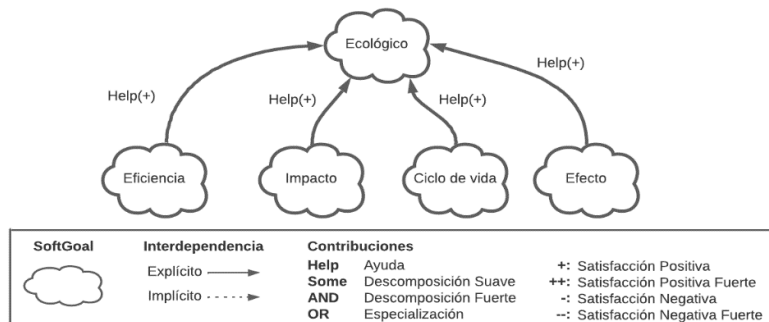 Ecológico
Help(+)
Help(+)
Help(+)
Help(+)
Eficiencia
Impacto
Ciclo de vida
Efecto
SoftGoal
Interdependencia
Explícito
Implícito
Contribuciones
Help Ayuda
Some Descomposición Suave
AND Descomposición Fuerte
OR Especialización
+: Satisfacción Positiva
++: Satisfacción Positiva Fuerte
-: Satisfacción Negativa
--: Satisfacción Negativa Fuerte